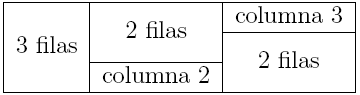 3 filas
2 filas
columna 2
columna 3
2 filas